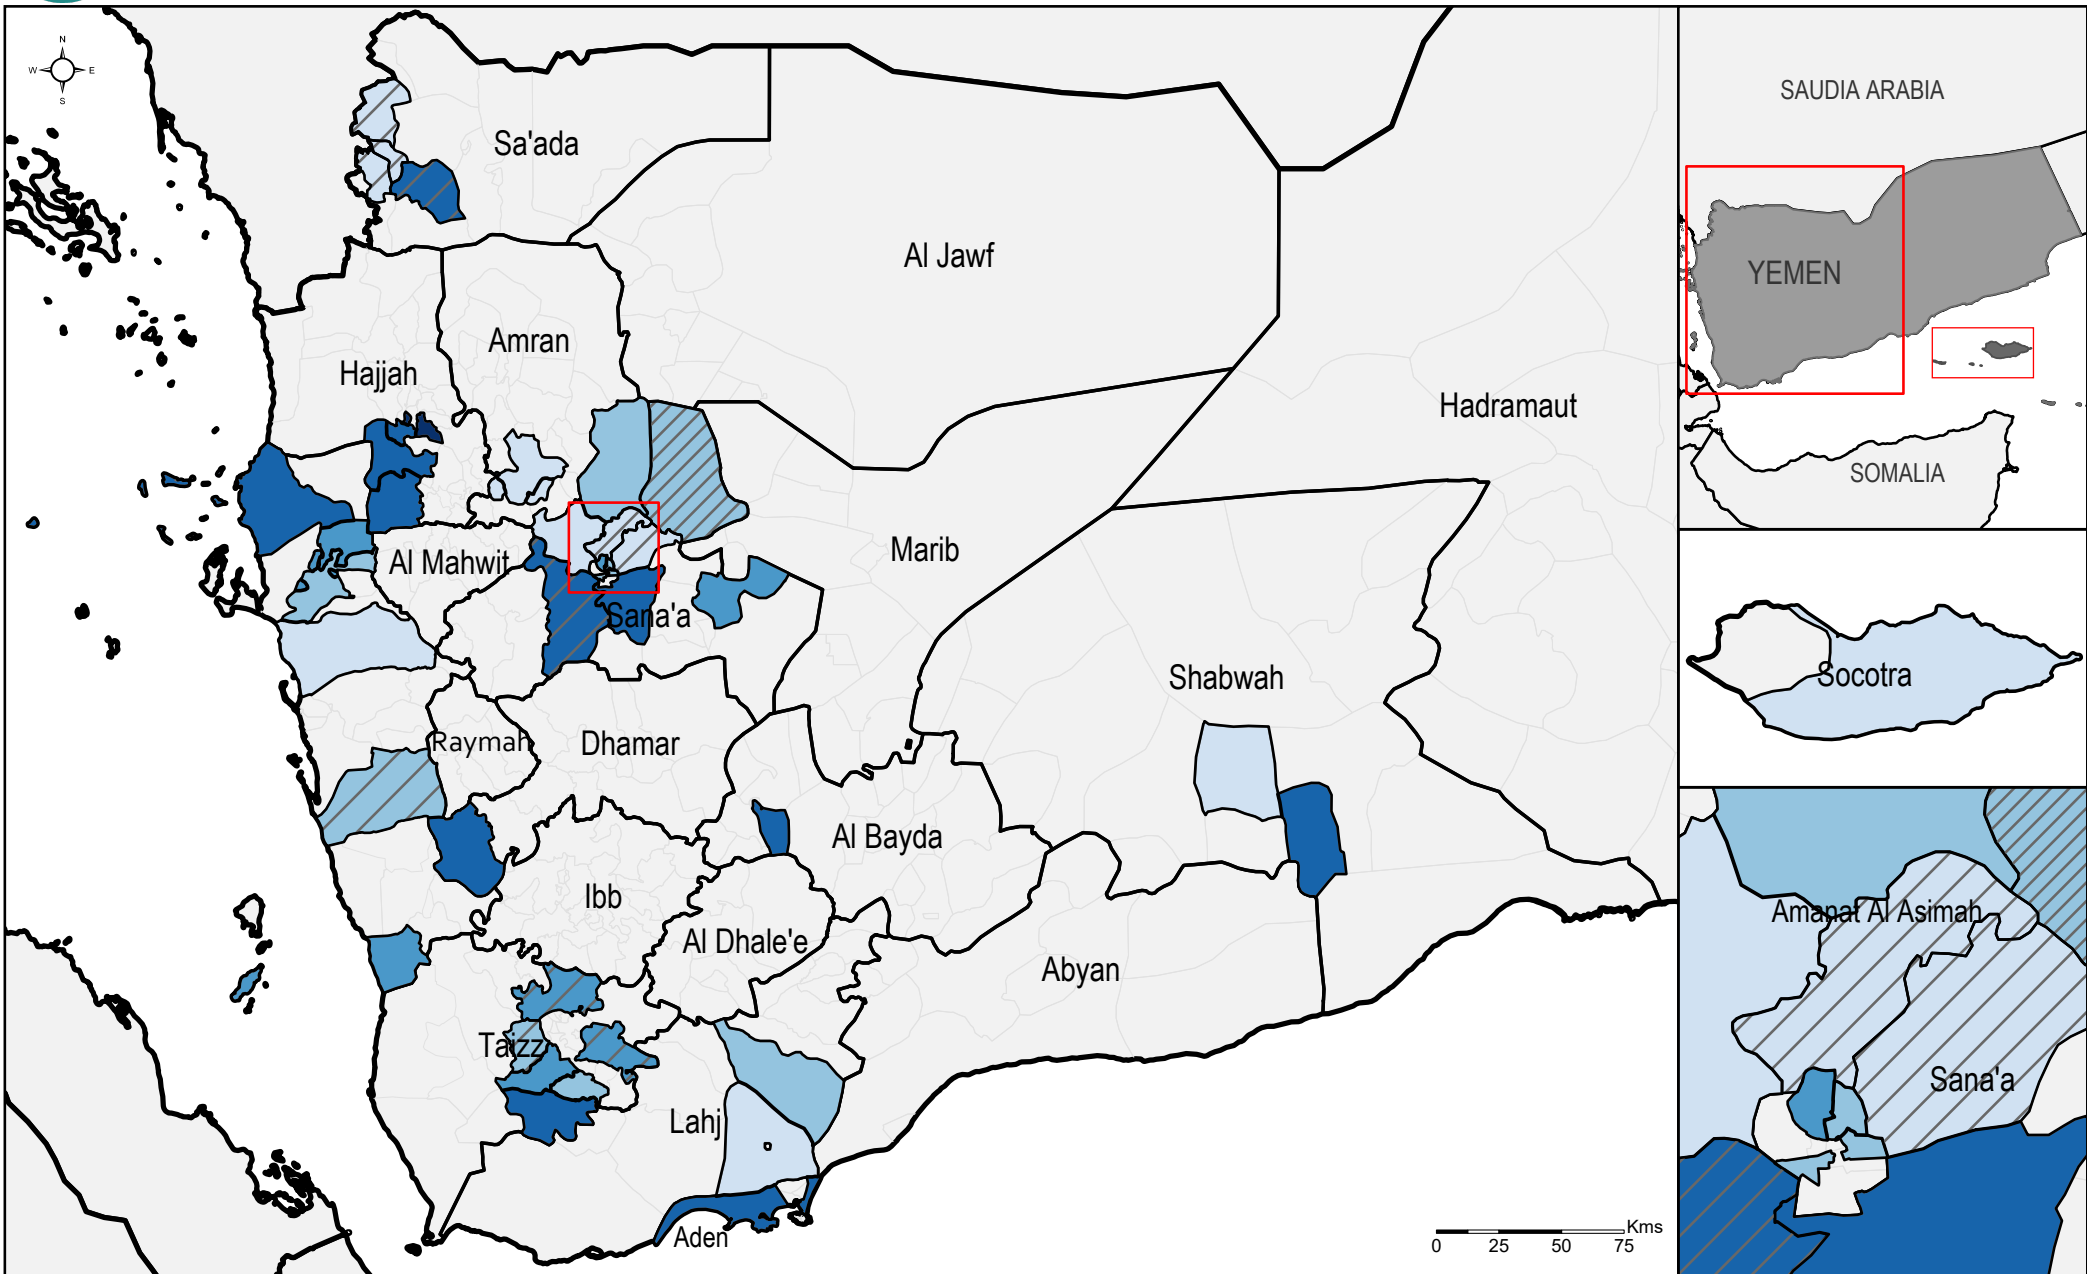 N
W
E
S
SAUDIA ARABIA
Sa'ada
Al Jawf
YEMEN
Amran
Hajjah
Hadramaut
SOMALIA
Marib
Al Mahwit
Sana'a
Shabwah
Socotra
Raymah
Dhamar
Al Bayda
Ibb
Amanat Al Asimah
Al Dhale'e
Abyan
Taizz
Sana'a
Lahj
Aden
Kms
0 25 50 75